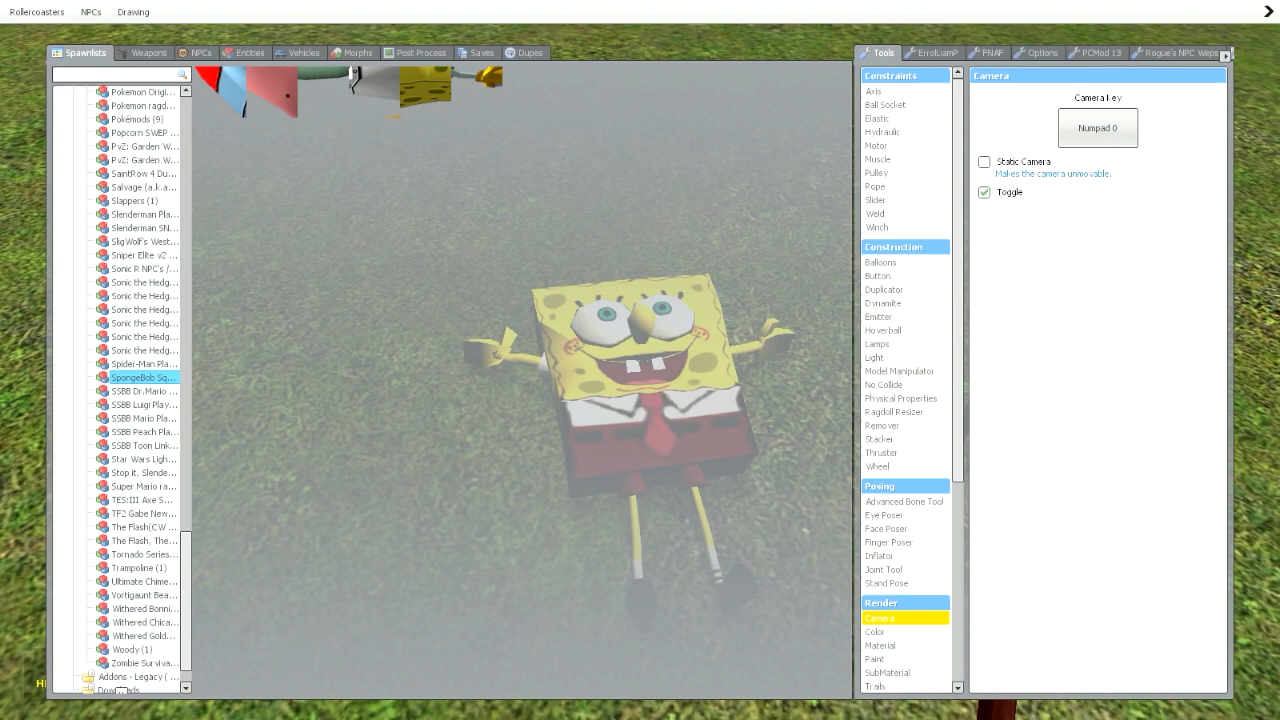 Rollercoasters NPCs Drawing
Spawnlists Weapons NPCs Entities Vehicles Morphs Post Process Saves Dupes
Tools ErrolLiamP FNAF Options PCMod 13 Rogue's NPC Weps
Pokemon Origi...
Pokemon ragd...
Pokémods (9)
Popcorn SWEP ...
PvZ: Garden W...
PvZ: Garden W...
SaintRow 4 Du...
Salvage (a.k.a...
Slappers (1)
Slenderman Pla...
Slenderman SN...
SligWolf's West...
Sniper Elite v2 ...
Sonic R NPC's /...
Sonic the Hedg...
Sonic the Hedg...
Sonic the Hedg...
Sonic the Hedg...
Sonic the Hedg...
Sonic the Hedg...
Spider-Man Pla...
SpongeBob Sq...
SSBB Dr.Mario ...
SSBB Luigi Play...
SSBB Mario Pla...
SSBB Peach Pla...
SSBB Toon Link...
Star Wars Ligh...
Stop it, Slende...
Super Mario ra...
TES:III Axe S...
TF2 Gabe New...
The Flash(CW ...
The Flash, The...
Tornado Series...
Trampoline (1)
Ultimate Chime...
Vortigaunt Bea...
Withered Bonni...
Withered Chica...
Withered Gold...
Woody (1)
Zombie Surviva...
Addons - Legacy ( ...
Constraints
Axis
Ball Socket
Elastic
Hydraulic
Motor
Muscle
Pulley
Rope
Slider
Weld
Winch
Construction
Balloons
Button
Duplicator
Dynamite
Emitter
Hoverball
Lamps
Light
Model Manipulator
No Collide
Physical Properties
Ragdoll Resizer
Remover
Stacker
Thruster
Wheel
Posing
Advanced Bone Tool
Eye Poser
Face Poser
Finger Poser
Inflator
Joint Tool
Stand Pose
Render
Camera
Color
Material
Paint
SubMaterial
Trails
Camera
Camera Key
Numpad 0
Static Camera
Makes the camera unmovable.
Toggle